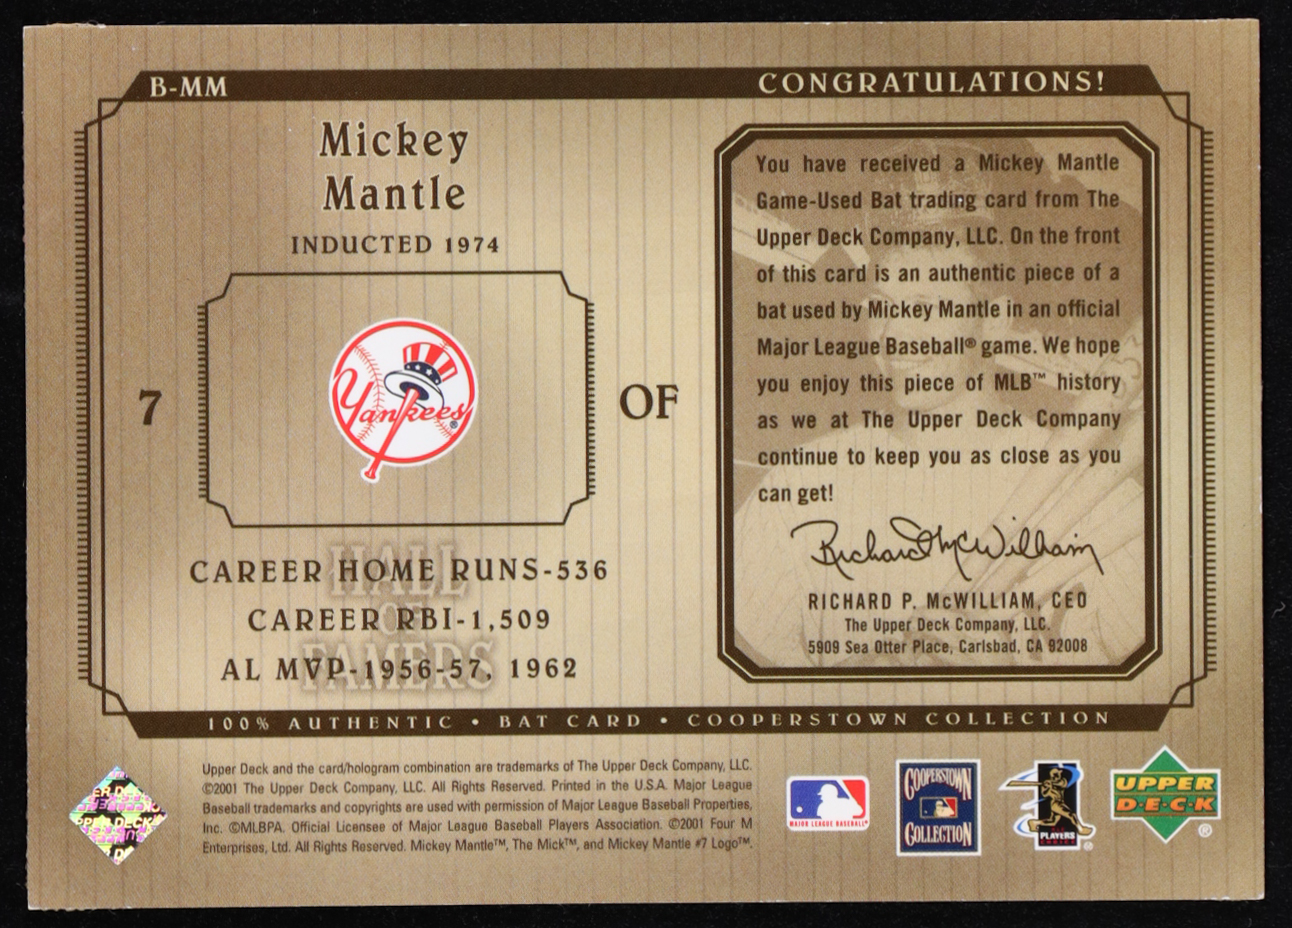 B-MM
CONGRATULATIONS!
Mickey
Mantle
INDUCTED 1974
7
Yankees®
OF
HALL
OF
FAMERS
CAREER HOME RUNS-536
CAREER RBI-1,509
AL MVP-1956-57, 1962
You have received a Mickey Mantle
Game-Used Bat trading card from The
Upper Deck Company, LLC. On the front
of this card is an authentic piece of a
bat used by Mickey Mantle in an official
Major League Baseball® game. We hope
you enjoy this piece of MLB™ history
as we at The Upper Deck Company
continue to keep you as close as you
can get!
Richard McWilliam
RICHARD P. McWILLIAM, CEO
The Upper Deck Company, LLC.
5909 Sea Otter Place, Carlsbad, CA 92008
100% AUTHENTIC • BAT CARD • COOPERSTOWN COLLECTION
Upper Deck and the card/hologram combination are trademarks of The Upper Deck Company, LLC.
©2001 The Upper Deck Company, LLC. All Rights Reserved. Printed in the U.S.A. Major League
Baseball trademarks and copyrights are used with permission of Major League Baseball Properties,
Inc. ©MLBPA. Official Licensee of Major League Baseball Players Association. ©2001 Four M
Enterprises, Ltd. All Rights Reserved. Mickey Mantle™, The Mick™, and Mickey Mantle #7 Logo™.
MAJOR LEAGUE BASEBALL®
COOPERSTOWN
COLLECTION
PLAYERS
CHOICE
UPPER
D·E·C·K
®